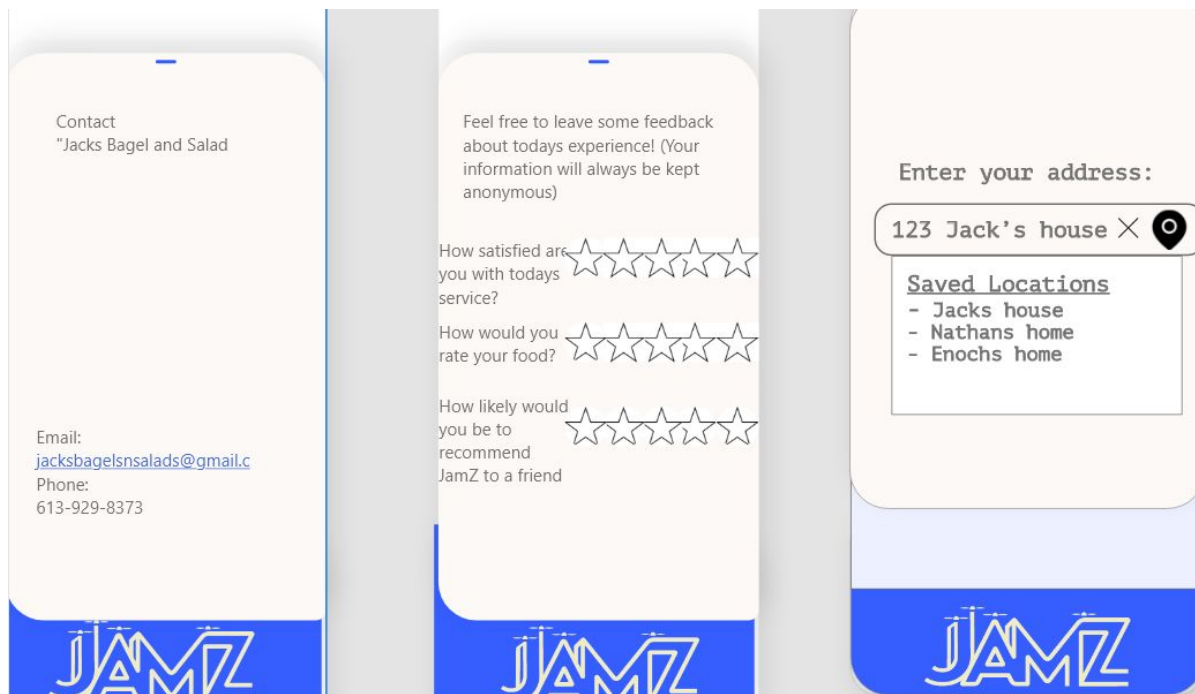 Contact
"Jacks Bagel and Salad
Email:
jacksbagelsnsalads@gmail.c
Phone:
613-929-8373
JAMZ
Feel free to leave some feedback
about todays experience! (Your
information will always be kept
anonymous)
How satisfied are
you with todays
service?
How would you
rate your food?
How likely would
you be to
recommend
JamZ to a friend
JAMZ
Enter your address:
123 Jack's house
Saved Locations
- Jacks house
- Nathans home
- Enochs home
JAMZ